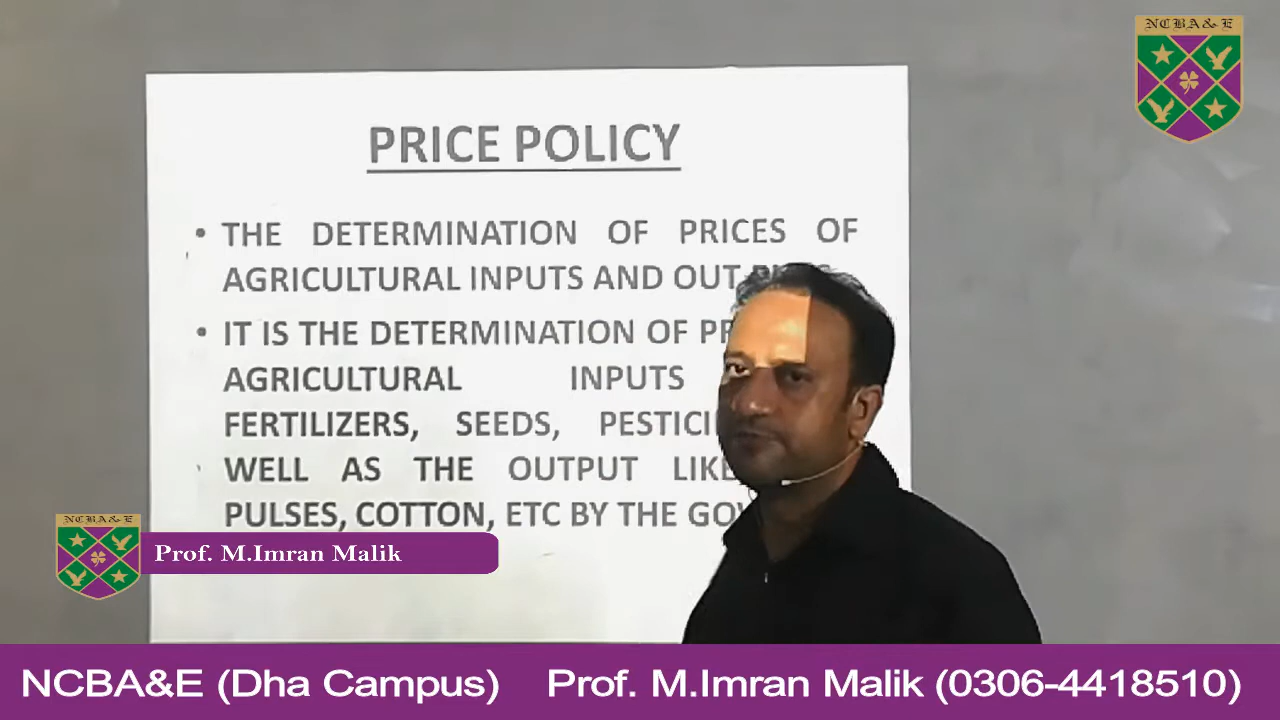 NCBA&E
PRICE POLICY
• THE DETERMINATION OF PRICES OF
AGRICULTURAL INPUTS AND OUT
• IT IS THE DETERMINATION OF
AGRICULTURAL INPUTS
FERTILIZERS, SEEDS,
WELL AS THE OUTPUT
PULSES, COTTON, ETC BY THE
NCBA&E
Prof. M.Imran Malik
NCBA&E (Dha Campus) Prof. M.Imran Malik (0306-4418510)